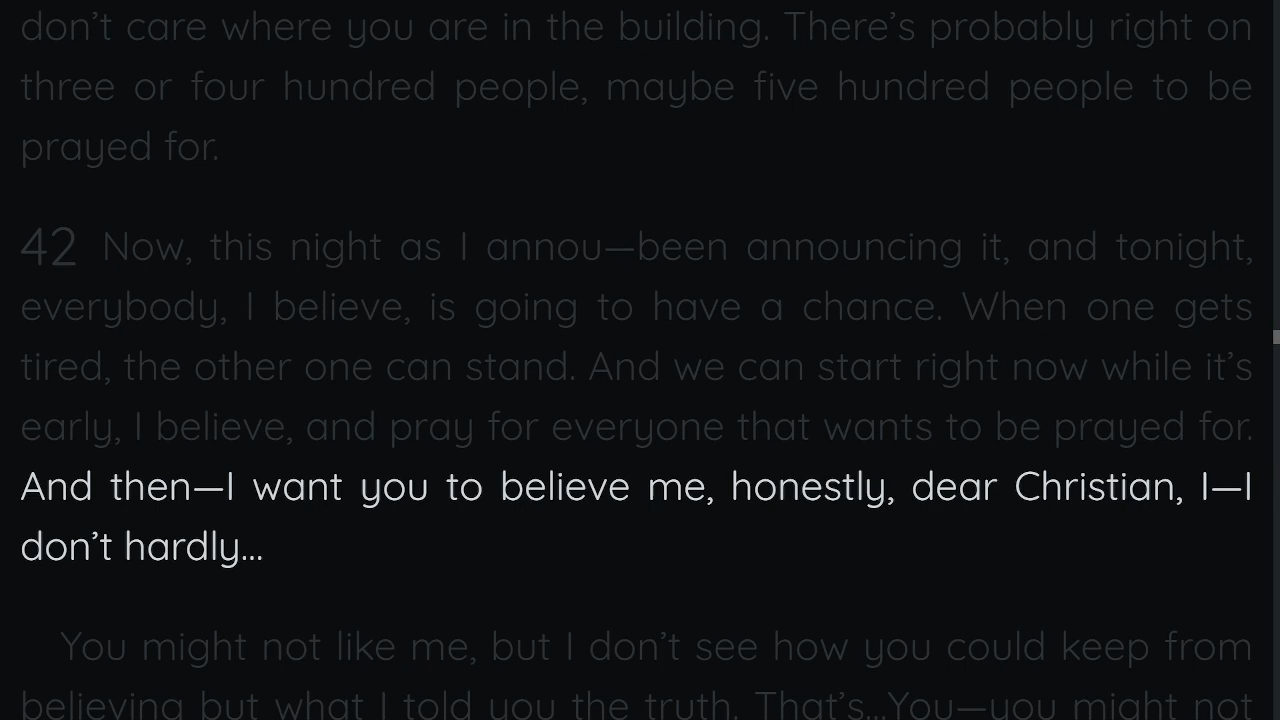 don’t care where you are in the building. There’s probably right on
three or four hundred people, maybe five hundred people to be
prayed for.
42 Now, this night as I annou—been announcing it, and tonight,
everybody, I believe, is going to have a chance. When one gets
tired, the other one can stand. And we can start right now while it’s
early, I believe, and pray for everyone that wants to be prayed for.
And then—I want you to believe me, honestly, dear Christian, I—I
don’t hardly...
You might not like me, but I don’t see how you could keep from
believing but what I told you the truth. That’s...You—you might not